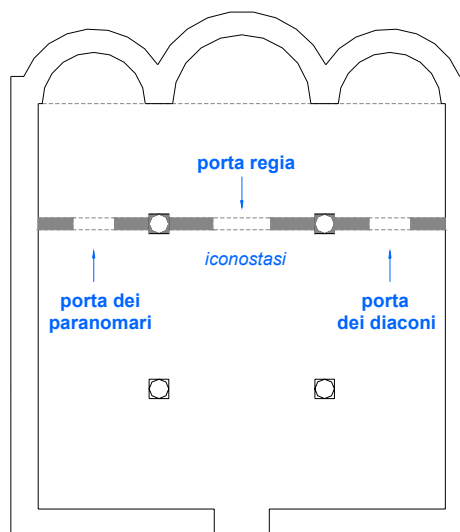 porta regia
iconostasi
porta dei
paranomari
porta
dei diaconi